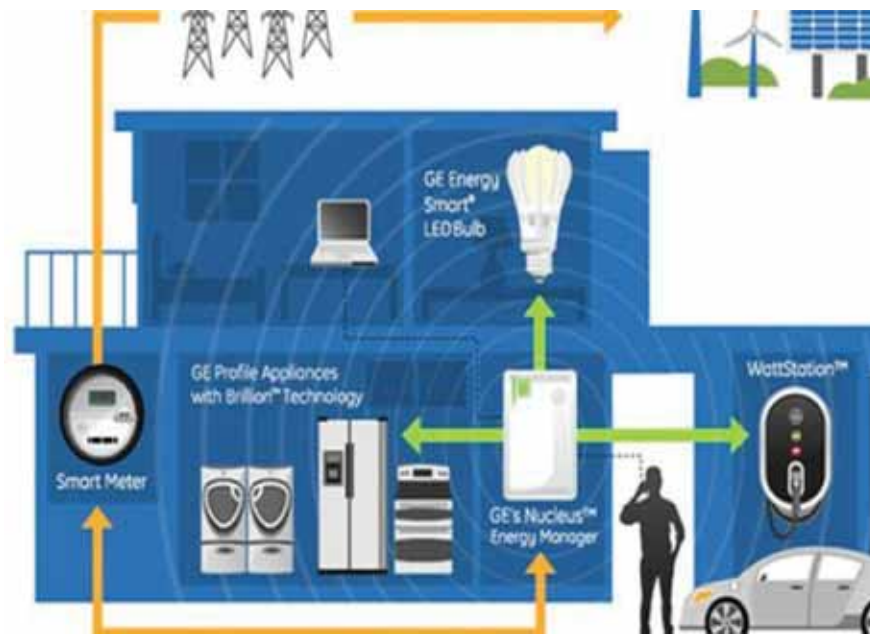 GE Energy
Smart®
LED Bulb
GE Profile Appliances
with Brillion™ Technology
WattStation™
Smart Meter
GE's Nucleus™
Energy Manager